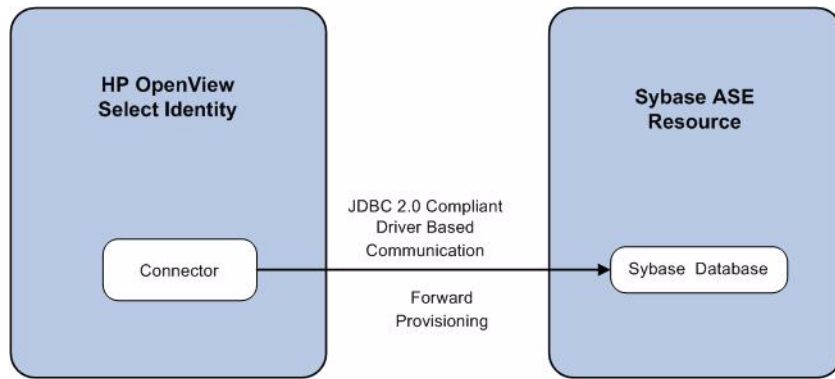 HP OpenView
Select Identity
Sybase ASE
Resource
JDBC 2.0 Compliant
Driver Based
Communication
Connector
Sybase Database
Forward
Provisioning